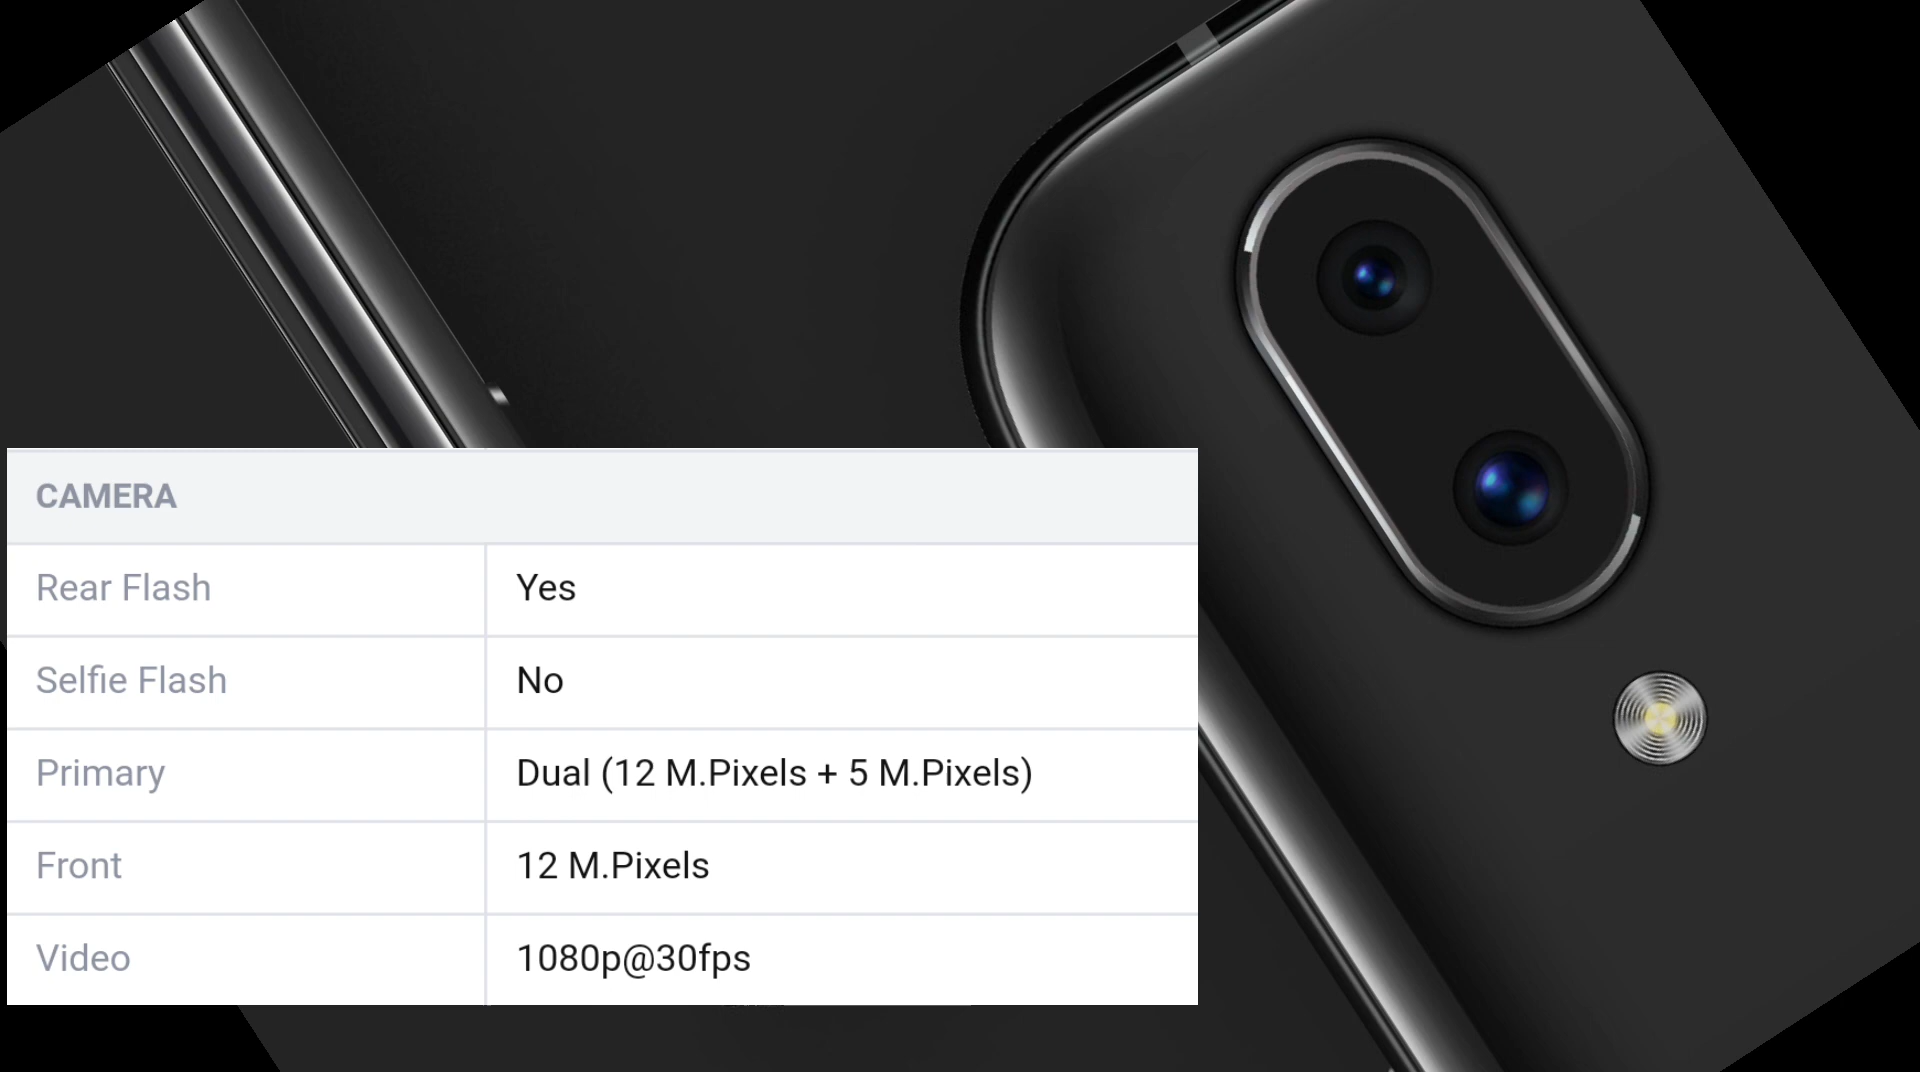 CAMERA
Rear Flash Yes
Selfie Flash No
Primary Dual (12 M.Pixels + 5 M.Pixels)
Front 12 M.Pixels
Video 1080p@30fps